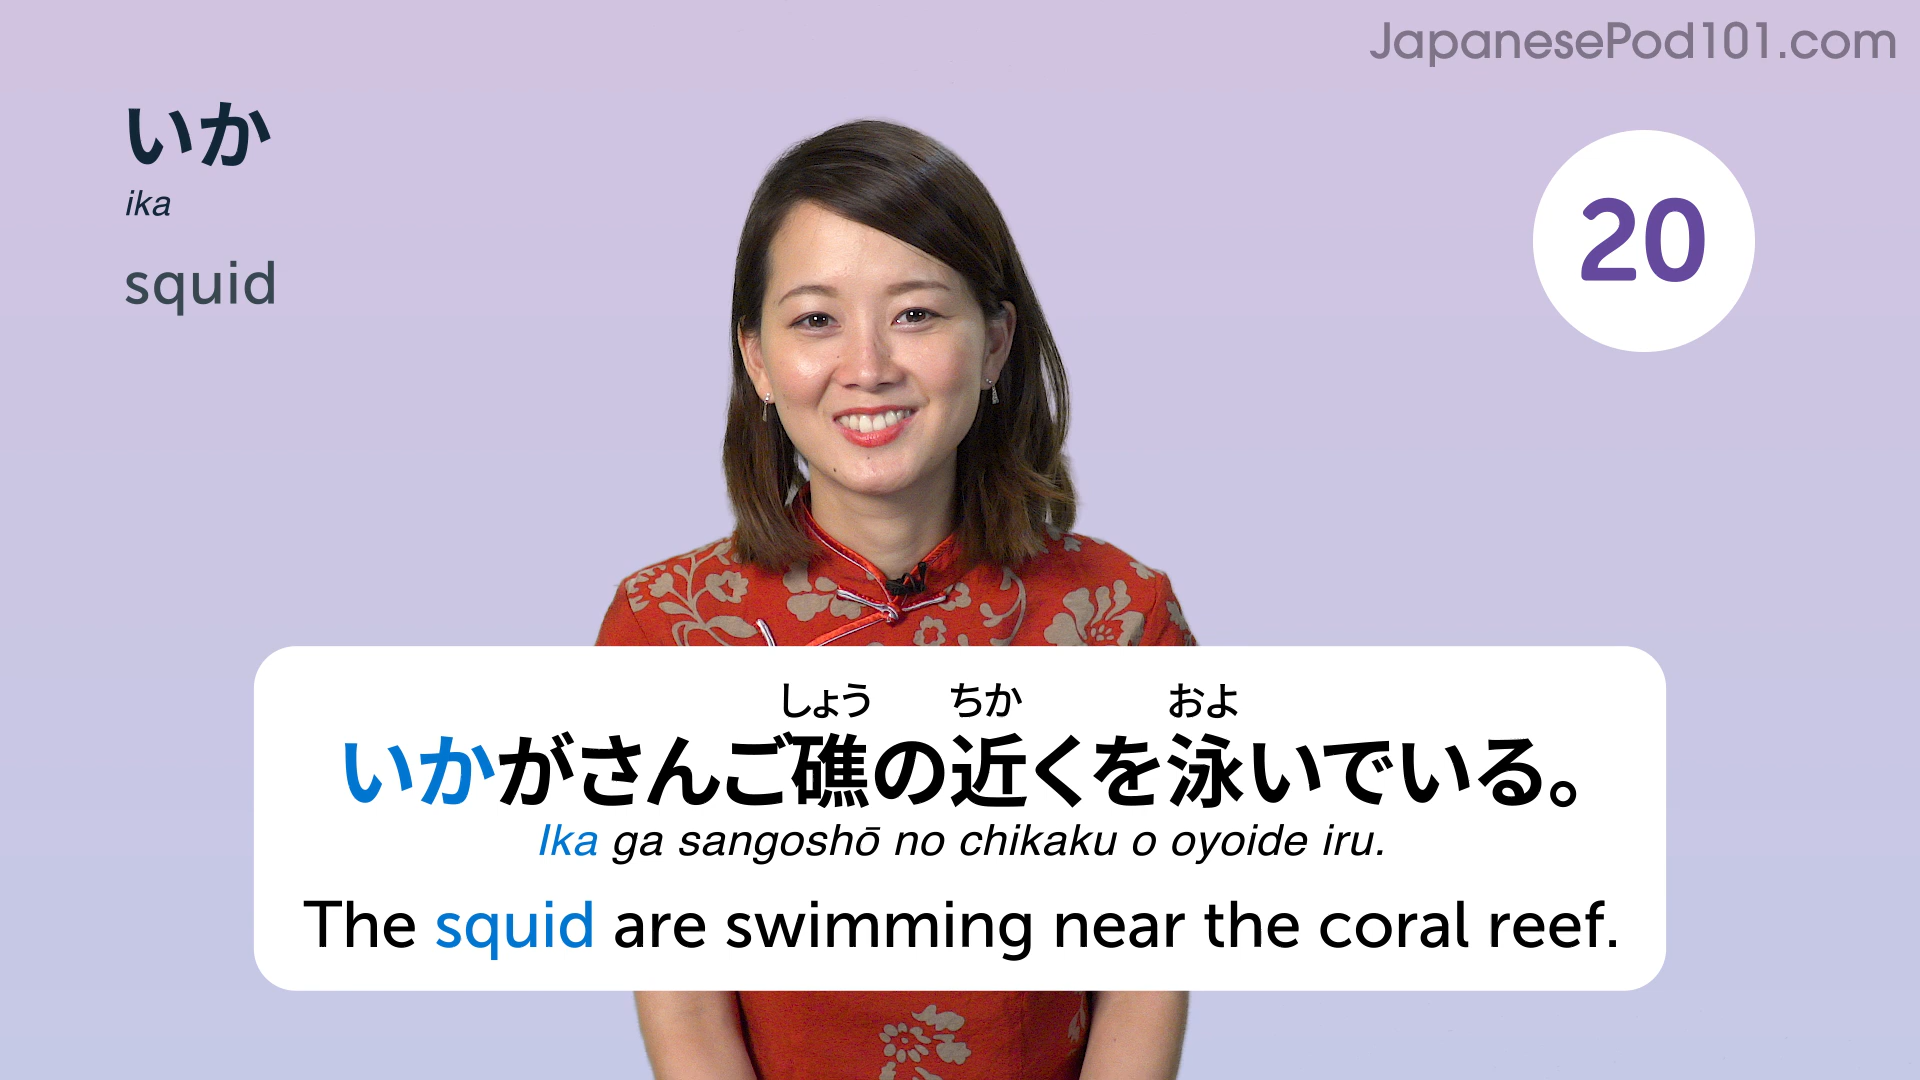 JapanesePod101.com
いか
ika
squid
20
しょう ちか およ
いかがさんご礁の近くを泳いでいる。
Ika ga sangoshō no chikaku o oyoide iru.
The squid are swimming near the coral reef.